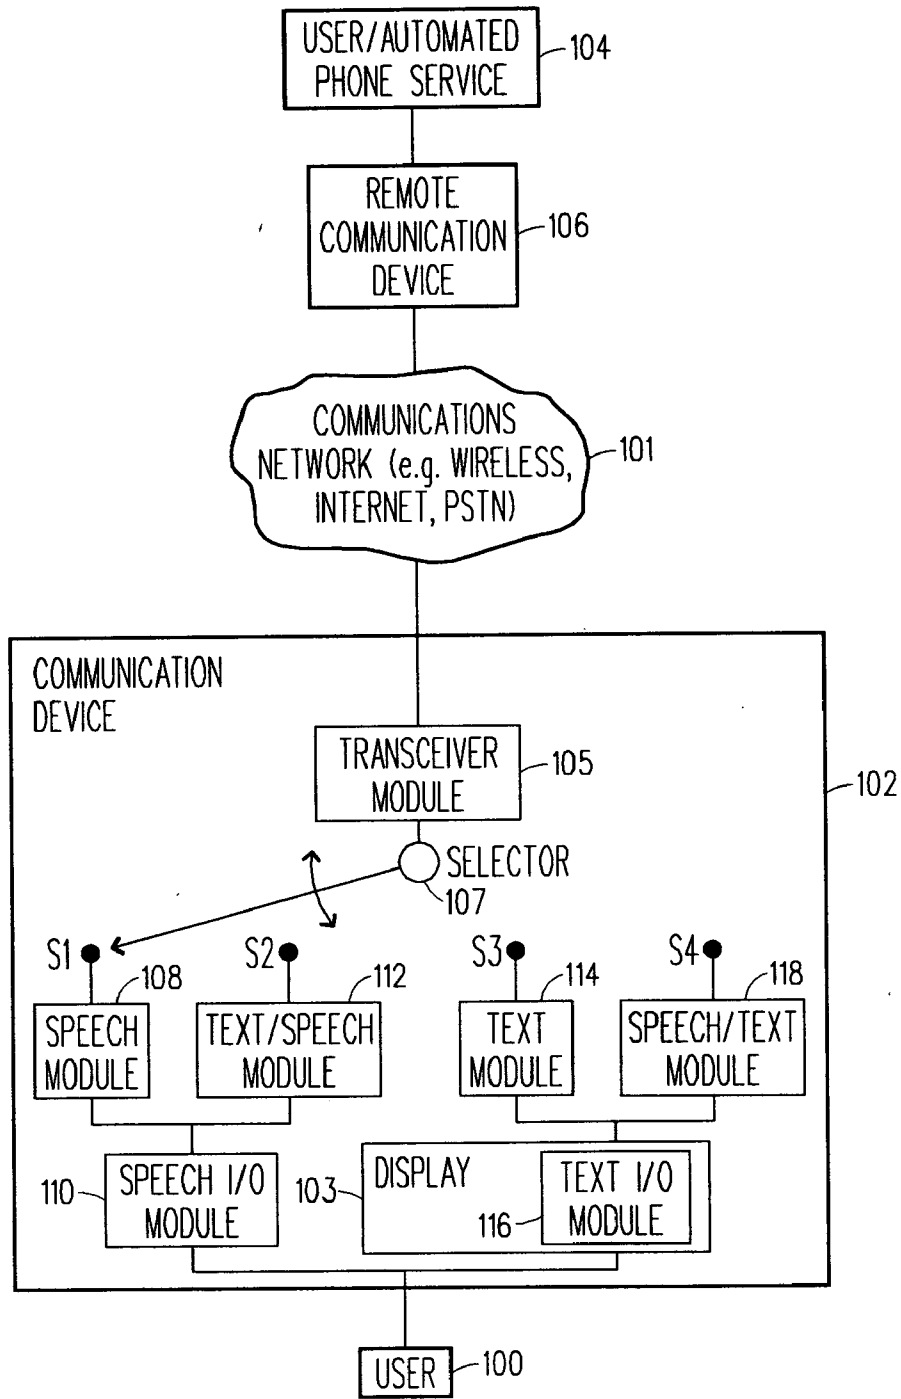 USER/AUTOMATED
PHONE SERVICE
104
REMOTE
COMMUNICATION
DEVICE
106
COMMUNICATIONS
NETWORK (e.g. WIRELESS,
INTERNET, PSTN)
101
COMMUNICATION
DEVICE
TRANSCEIVER
MODULE
105
102
SELECTOR
107
S1
S2
S3
S4
108
112
114
118
SPEECH
MODULE
TEXT/SPEECH
MODULE
TEXT
MODULE
SPEECH/TEXT
MODULE
110
SPEECH I/O
MODULE
103
DISPLAY
TEXT I/O
MODULE
116
USER
100